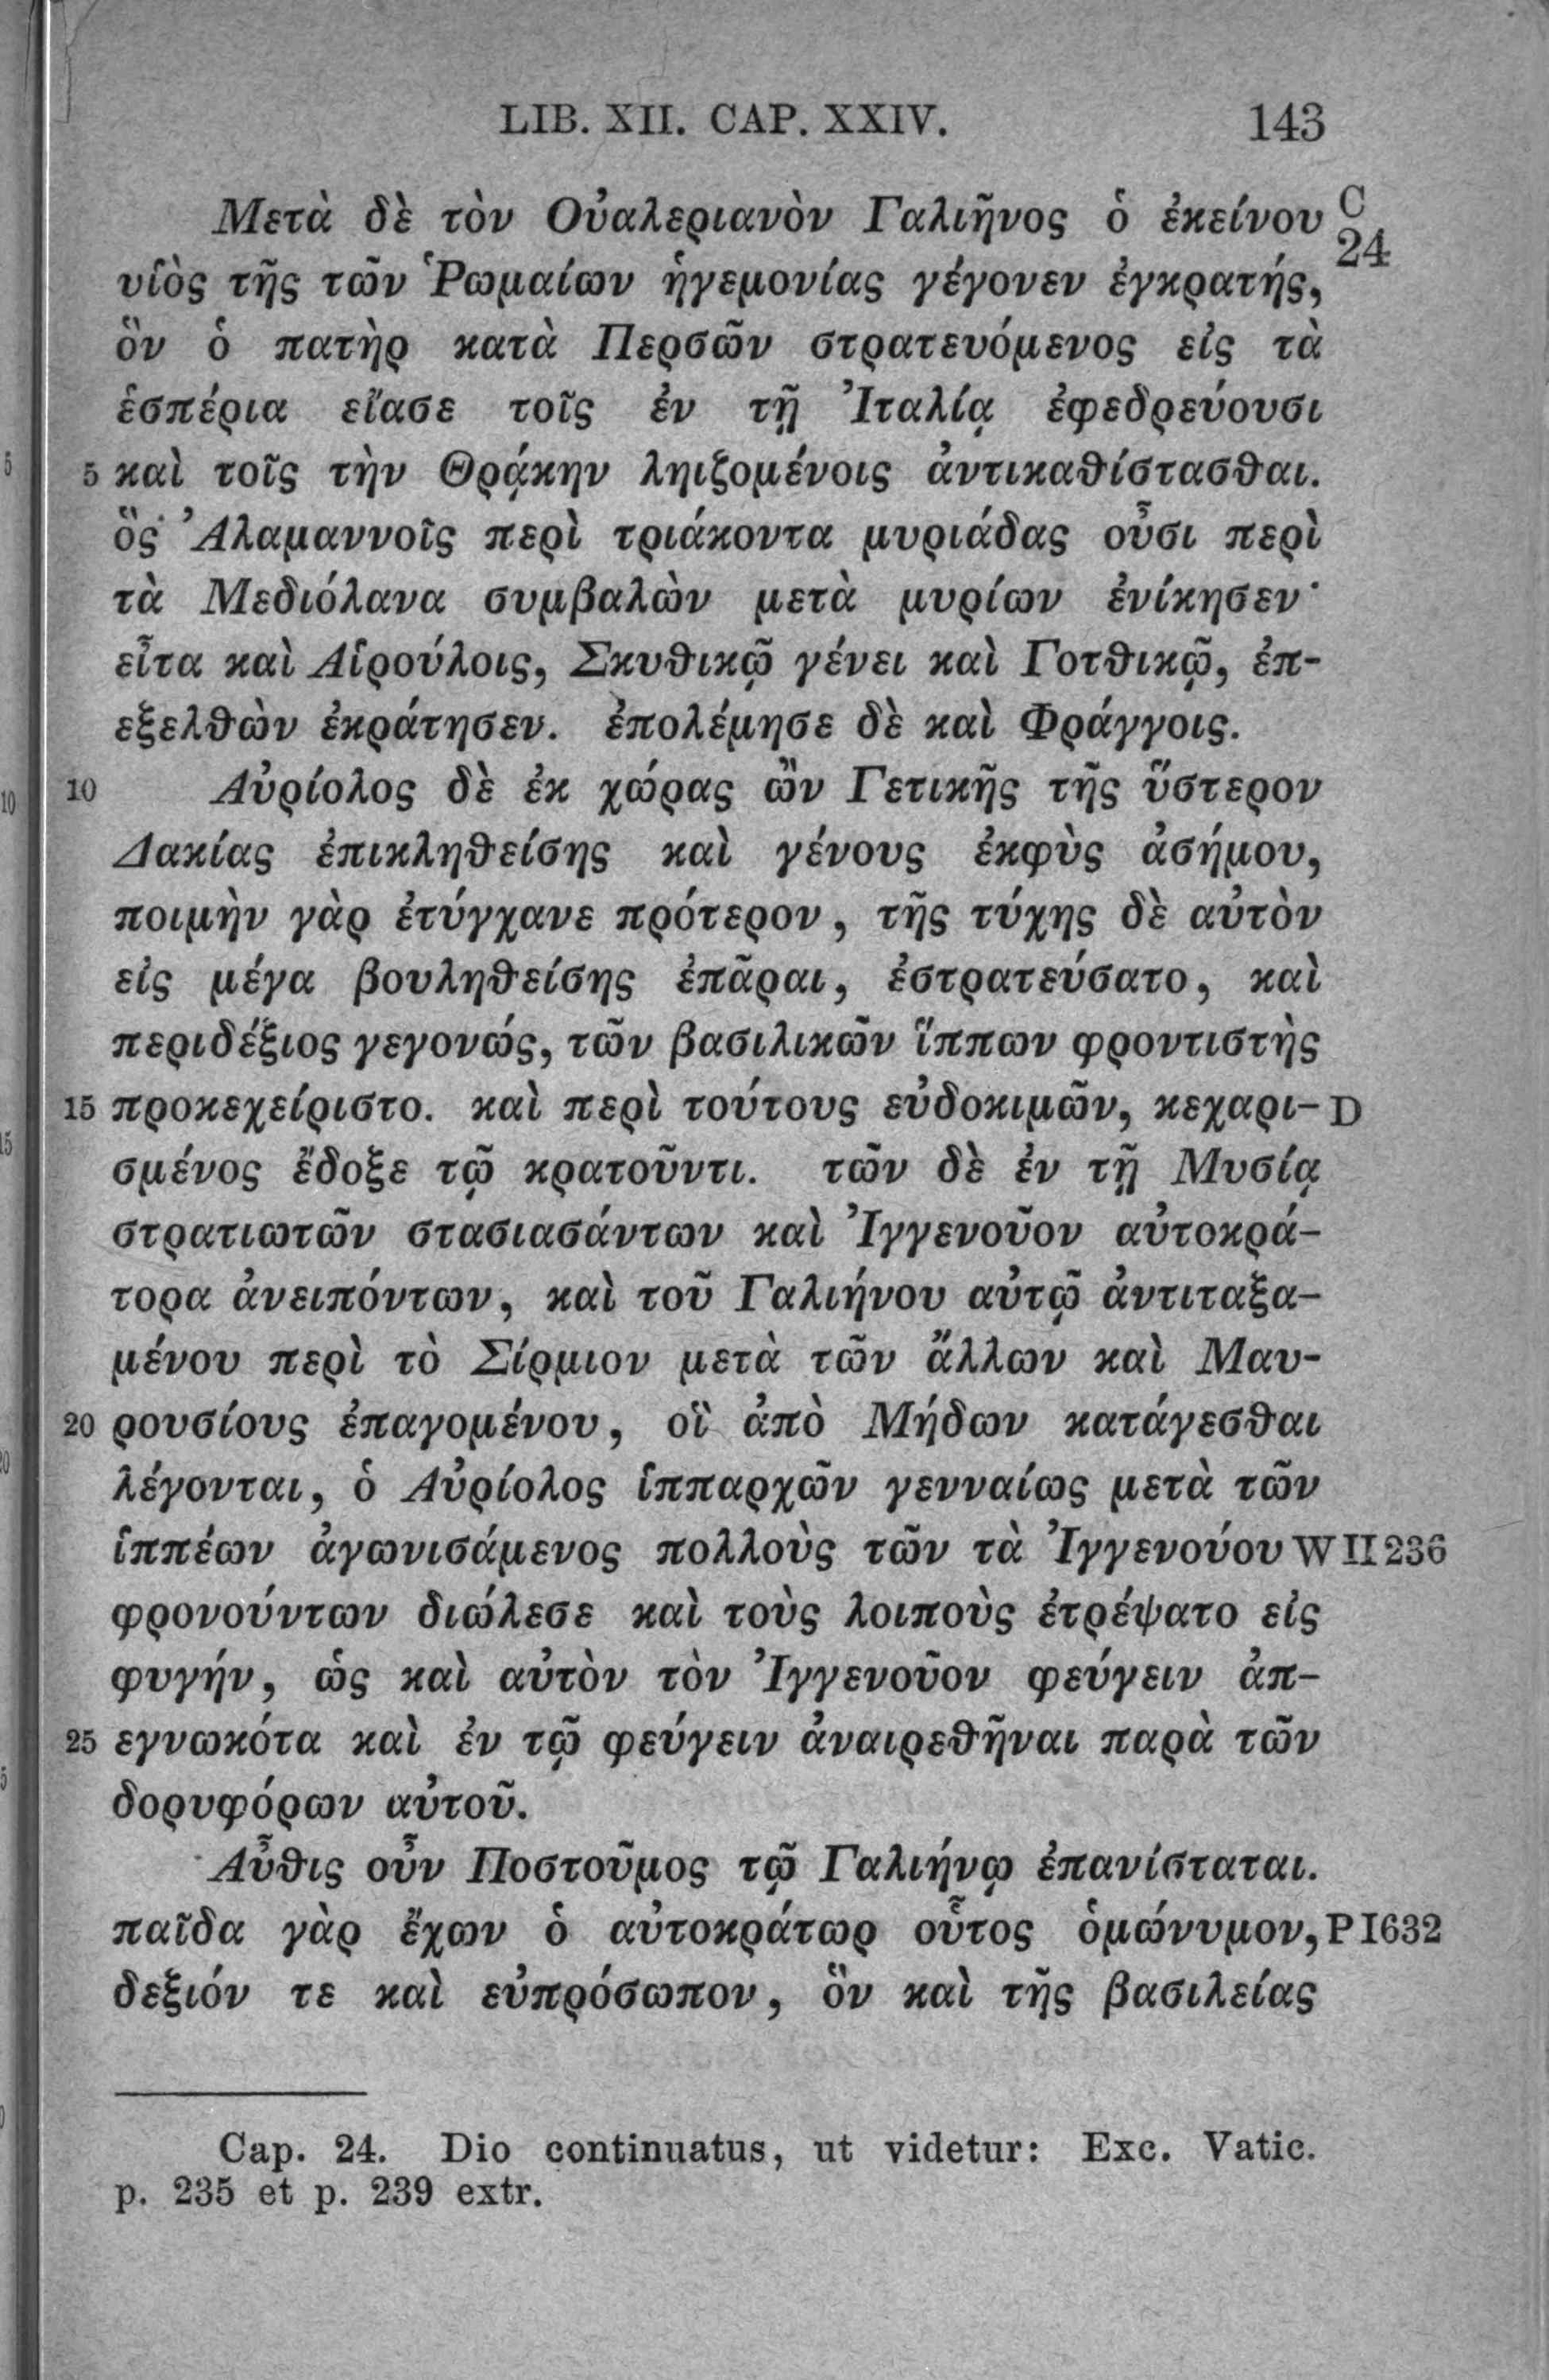 LIB. XII. CAP. XXIV. 143
Μετὰ δὲ τὸν Οὐαλεριανὸν Γαλιῆνος ὁ ἐκείνου C 24
υἱὸς τῆς τῶν Ῥωμαίων ἡγεμονίας γέγονεν ἐγκρατής,
ὃν ὁ πατὴρ κατὰ Περσῶν στρατευόμενος εἰς τὰ
ἑσπέρια εἴασε τοῖς ἐν τῇ Ἰταλίᾳ ἐφεδρεύουσι
5 καὶ τοῖς τὴν Θρᾴκην ληιζομένοις ἀντικαθίστασθαι.
ὃς Ἀλαμαννοῖς περὶ τριάκοντα μυριάδας οὖσι περὶ
τὰ Μεδιόλανα συμβαλὼν μετὰ μυρίων ἐνίκησεν·
εἶτα καὶ Αἱρούλοις, Σκυθικῷ γένει καὶ Γοτθικῷ, ἐπ-
εξελθὼν ἐκράτησεν. ἐπολέμησε δὲ καὶ Φράγγοις.
10 Αὐρίολος δὲ ἐκ χώρας ὢν Γετικῆς τῆς ὕστερον
Δακίας ἐπικληθείσης καὶ γένους ἐκφὺς ἀσήμου,
ποιμὴν γὰρ ἐτύγχανε πρότερον, τῆς τύχης δὲ αὐτὸν
εἰς μέγα βουληθείσης ἐπᾶραι, ἐστρατεύσατο, καὶ
περιδέξιος γεγονώς, τῶν βασιλικῶν ἵππων φροντιστὴς
15 προκεχείριστο. καὶ περὶ τούτους εὐδοκιμῶν, κεχαρι- D
σμένος ἔδοξε τῷ κρατοῦντι. τῶν δὲ ἐν τῇ Μυσίᾳ
στρατιωτῶν στασιασάντων καὶ Ἰγγενοῦον αὐτοκρά-
τορα ἀνειπόντων, καὶ τοῦ Γαλιήνου αὐτῷ ἀντιταξα-
μένου περὶ τὸ Σίρμιον μετὰ τῶν ἄλλων καὶ Μαυ-
20 ρουσίους ἐπαγομένου, οἳ ἀπὸ Μήδων κατάγεσθαι
λέγονται, ὁ Αὐρίολος ἱππαρχῶν γενναίως μετὰ τῶν
ἱππέων ἀγωνισάμενος πολλοὺς τῶν τὰ Ἰγγενούου W II 236
φρονούντων διώλεσε καὶ τοὺς λοιποὺς ἐτρέψατο εἰς
φυγήν, ὡς καὶ αὐτὸν τὸν Ἰγγενοῦον φεύγειν ἀπ-
25 εγνωκότα καὶ ἐν τῷ φεύγειν ἀναιρεθῆναι παρὰ τῶν
δορυφόρων αὐτοῦ.
Αὖθις οὖν Ποστοῦμος τῷ Γαλιήνῳ ἐπανίσταται.
παῖδα γὰρ ἔχων ὁ αὐτοκράτωρ οὗτος ὁμώνυμον, P I 632
δεξιόν τε καὶ εὐπρόσωπον, ὃν καὶ τῆς βασιλείας
Cap. 24. Dio continuatus, ut videtur: Exc. Vatic.
p. 235 et p. 239 extr.